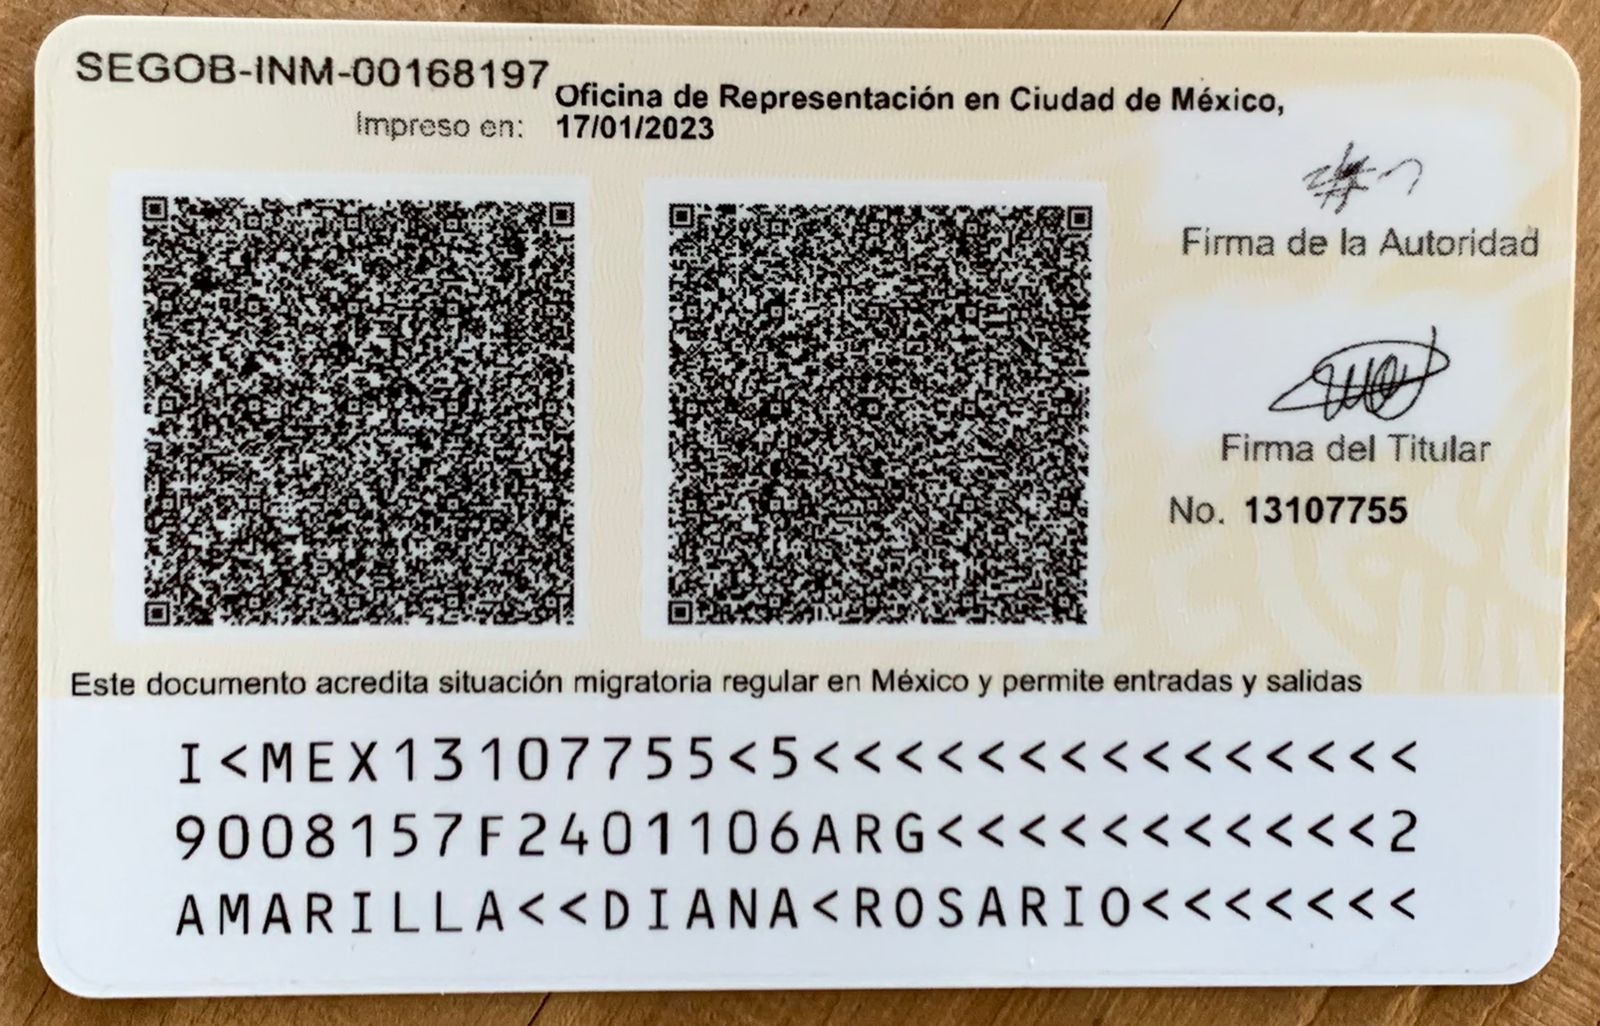 SEGOB-INM-00168197
Oficina de Representación en Ciudad de México,
Impreso en: 17/01/2023
Firma de la Autoridad
Firma del Titular
No. 13107755
Este documento acredita situación migratoria regular en México y permite entradas y salidas
I<MEX13107755<5<<<<<<<<<<<<<<<
9008157F2401106ARG<<<<<<<<<<<2
AMARILLA<<DIANA<ROSARIO<<<<<<<